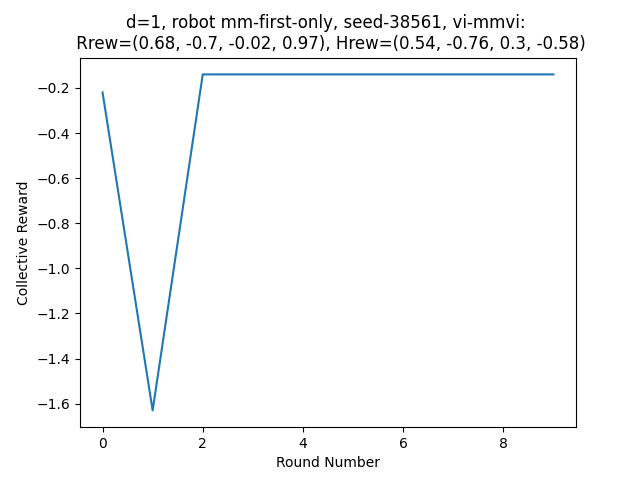 d=1, robot mm-first-only, seed-38561, vi-mmvi:
Rrew=(0.68, -0.7, -0.02, 0.97), Hrew=(0.54, -0.76, 0.3, -0.58)
−0.2
−0.4
−0.6
−0.8
−1.0
−1.2
−1.4
−1.6
Collective Reward
0 2 4 6 8
Round Number